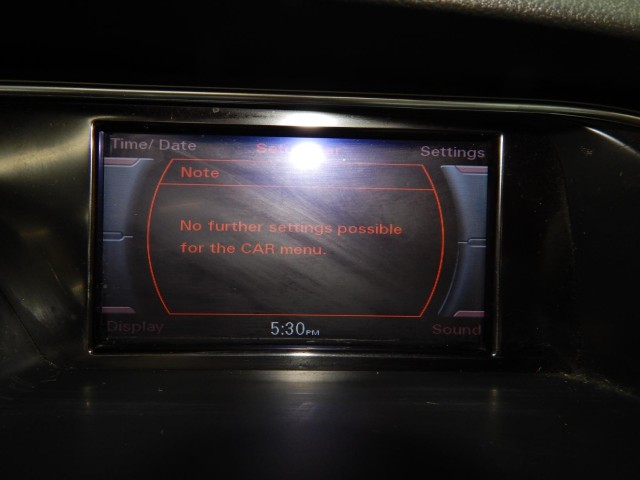 Time/ Date
Settings
Note
No further settings possible
for the CAR menu.
Display
5:30PM
Sound